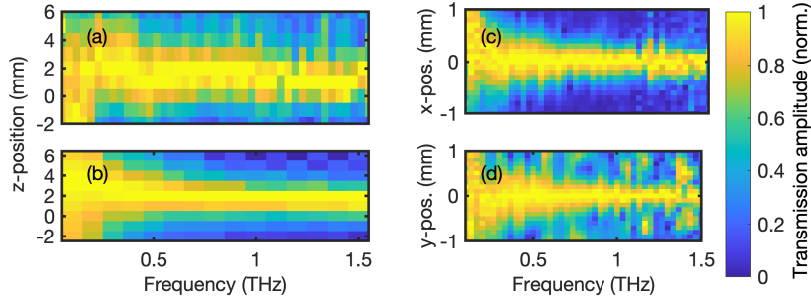 (a)
6
4
2
0
-2
z-position (mm)
(b)
6
4
2
0
-2
0.5
1
1.5
Frequency (THz)
(c)
1
0
-1
x-pos. (mm)
(d)
1
0
-1
y-pos. (mm)
0.5
1
1.5
Frequency (THz)
1
0.8
0.6
0.4
0.2
0
Transmission amplitude (norm.)